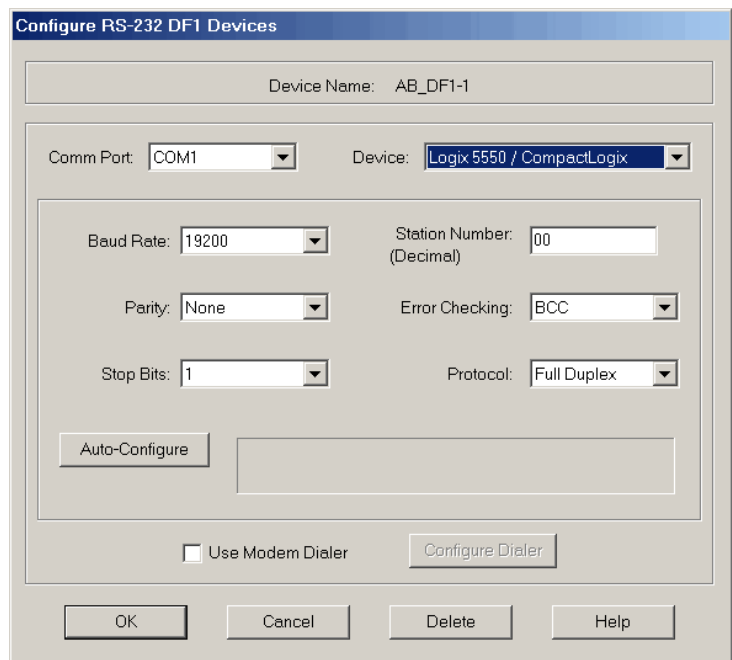 Configure RS-232 DF1 Devices
Device Name: AB_DF1-1
Comm Port: COM1 Device: Logix 5550 / CompactLogix
Baud Rate: 19200 Station Number: 00
(Decimal)
Parity: None Error Checking: BCC
Stop Bits: 1 Protocol: Full Duplex
Auto-Configure
Use Modem Dialer Configure Dialer
OK Cancel Delete Help